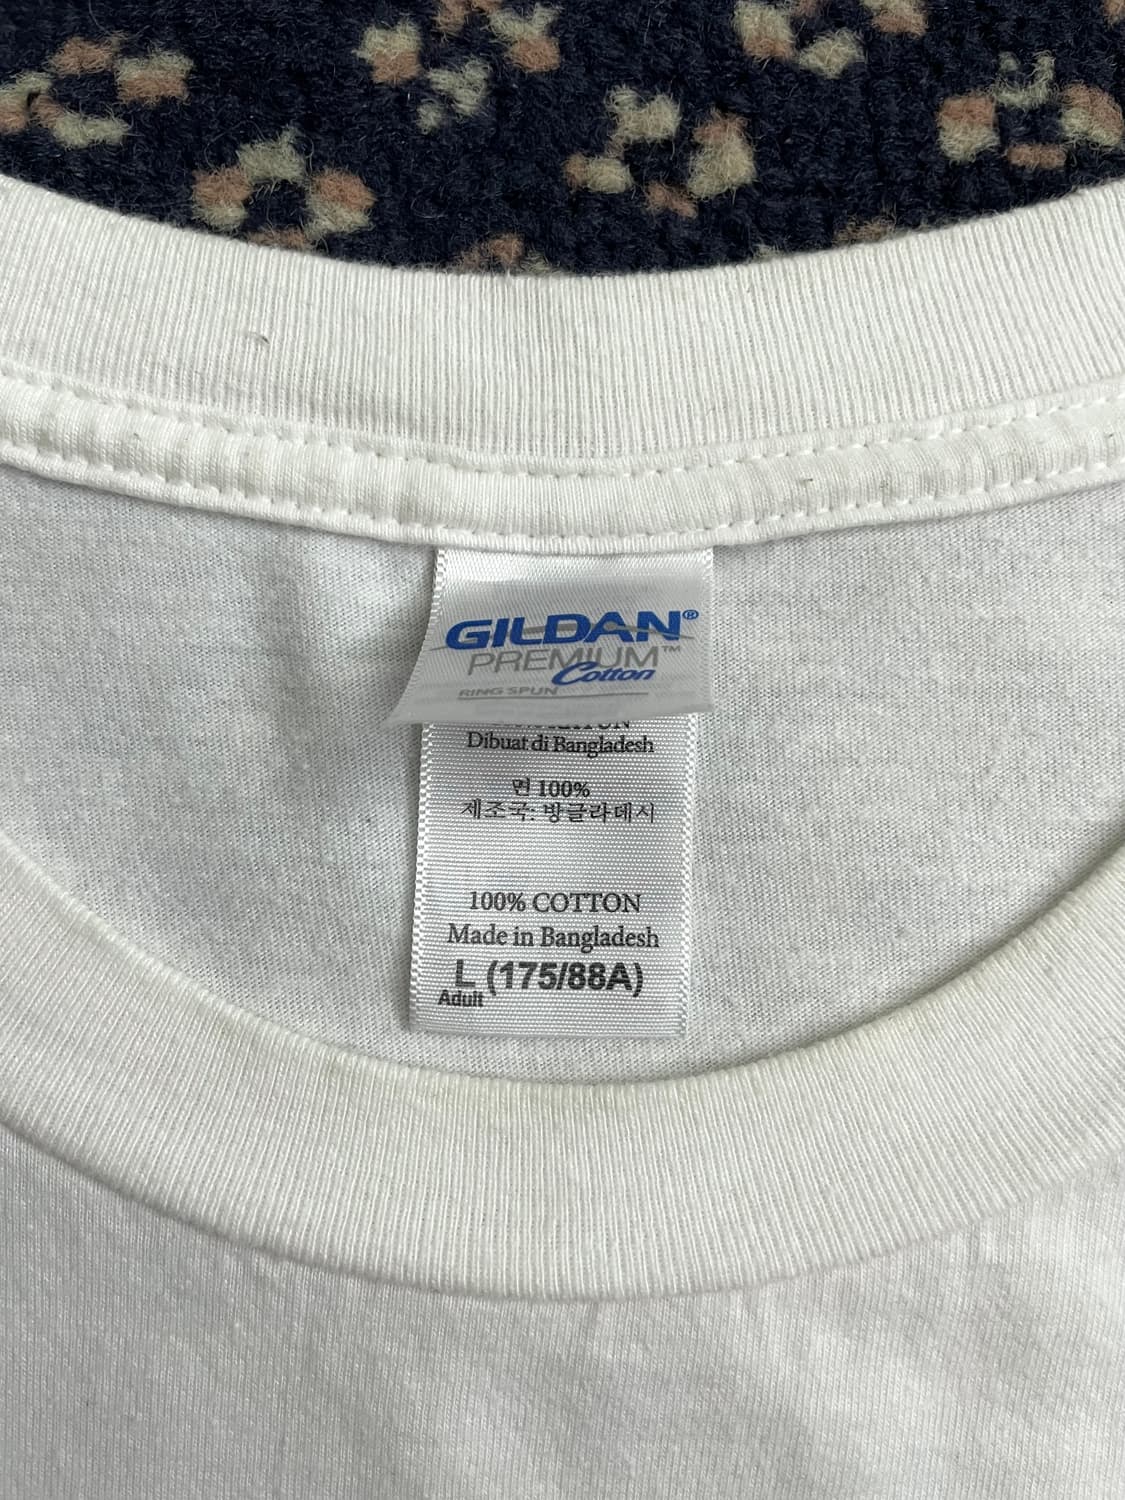 GILDAN®
PREMIUM™
Cotton
RING SPUN
Dibuat di Bangladesh
면 100%
제조국: 방글라데시
100% COTTON
Made in Bangladesh
L (175/88A)
Adult